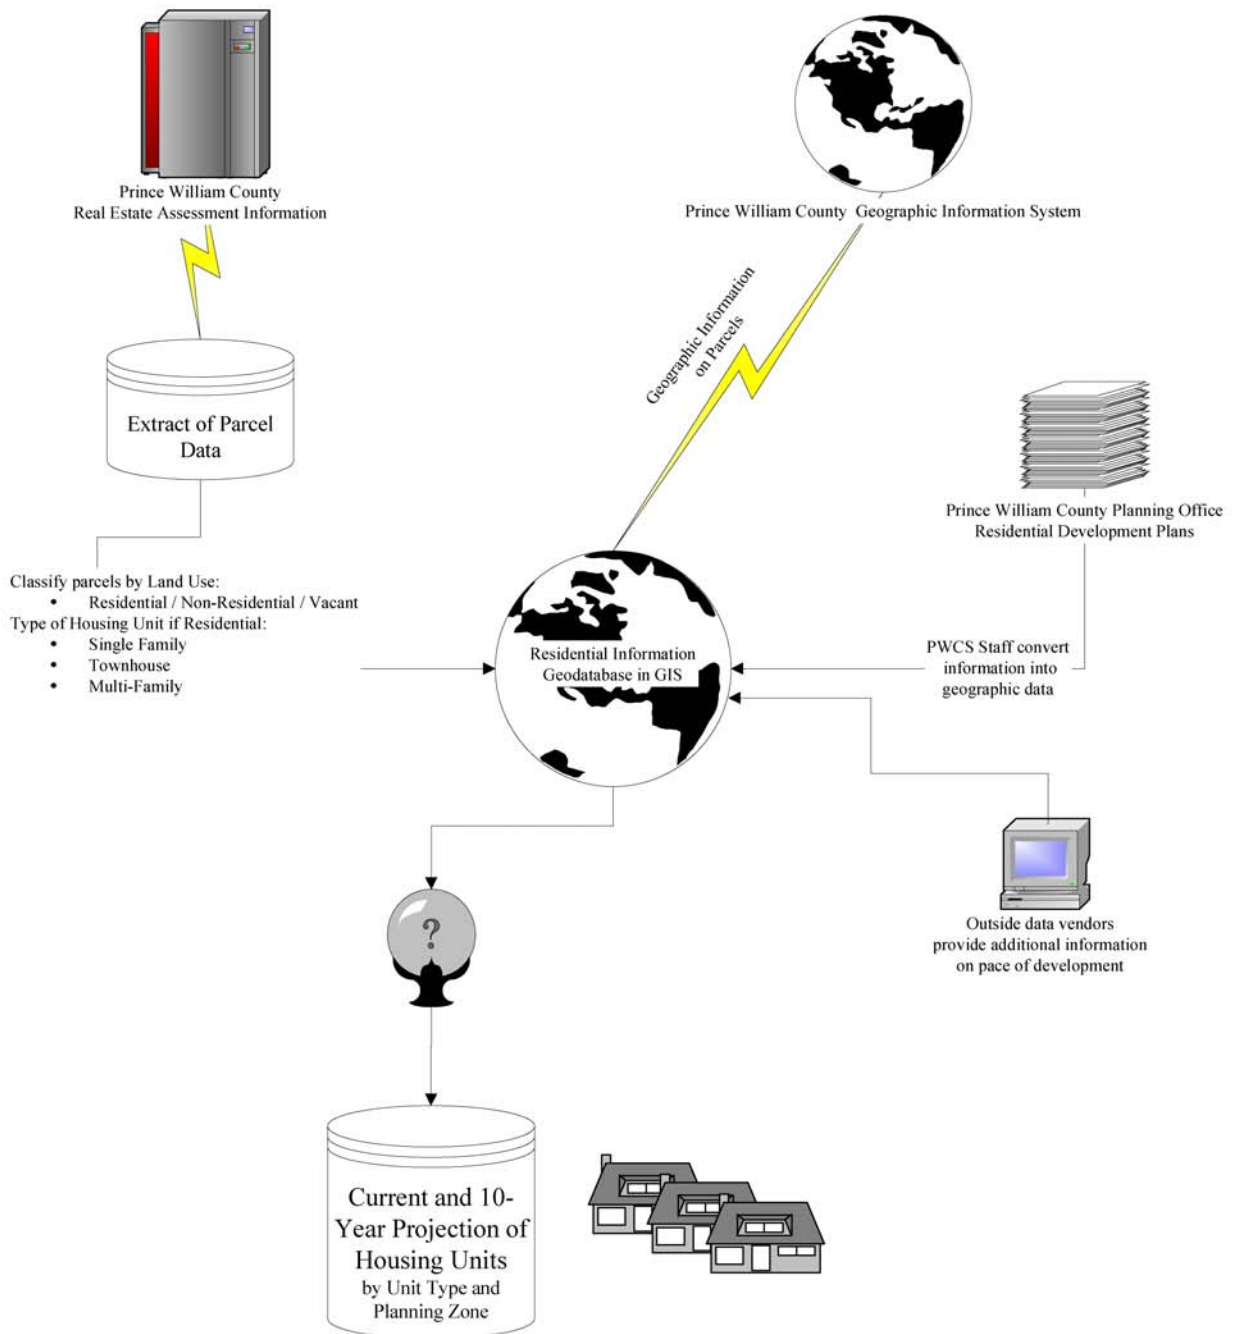 Prince William County
Real Estate Assessment Information
Prince William County Geographic Information System
Geographic Information
on Parcels
Extract of Parcel
Data
Prince William County Planning Office
Residential Development Plans
Classify parcels by Land Use:
• Residential / Non-Residential / Vacant
Type of Housing Unit if Residential:
• Single Family
• Townhouse
• Multi-Family
Residential Information
Geodatabase in GIS
PWCS Staff convert
information into
geographic data
Outside data vendors
provide additional information
on pace of development
?
Current and 10-
Year Projection of
Housing Units
by Unit Type and
Planning Zone